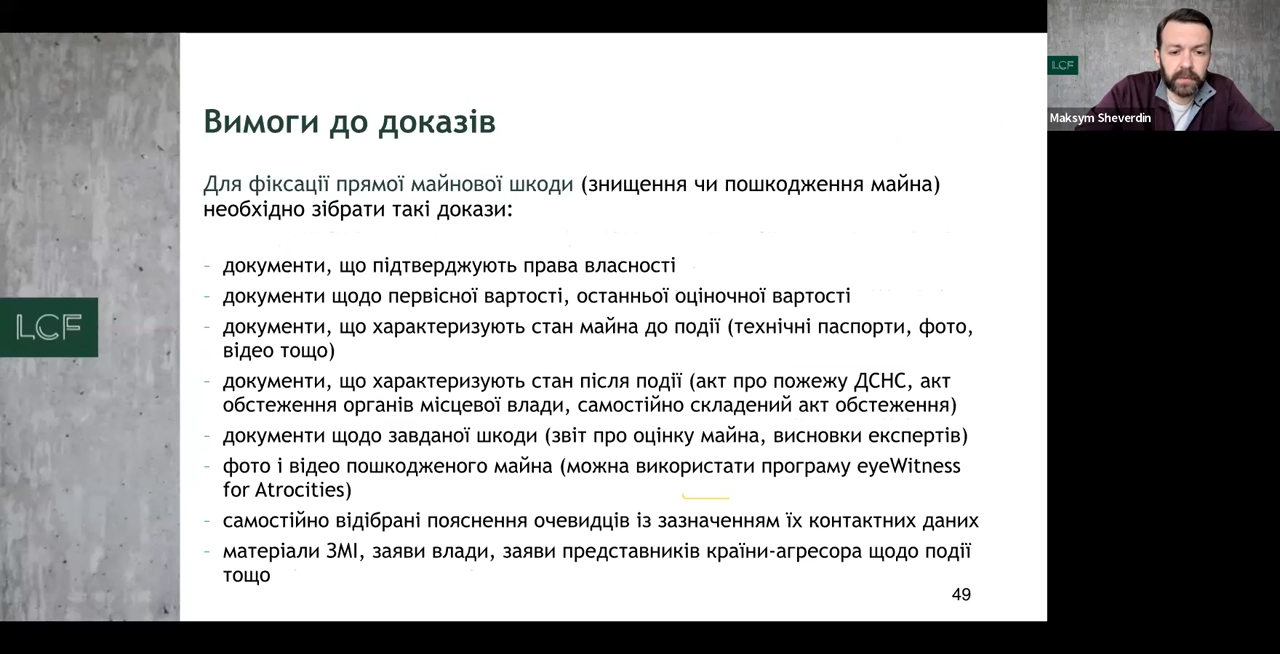 Вимоги до доказів
Для фіксації прямої майнової шкоди (знищення чи пошкодження майна)
необхідно зібрати такі докази:
- документи, що підтверджують права власності
- документи щодо первісної вартості, останньої оціночної вартості
- документи, що характеризують стан майна до події (технічні паспорти, фото,
відео тощо)
- документи, що характеризують стан після події (акт про пожежу ДСНС, акт
обстеження органів місцевої влади, самостійно складений акт обстеження)
- документи щодо завданої шкоди (звіт про оцінку майна, висновки експертів)
- фото і відео пошкодженого майна (можна використати програму eyeWitness
for Atrocities)
- самостійно відібрані пояснення очевидців із зазначенням їх контактних даних
- матеріали ЗМІ, заяви влади, заяви представників країни-агресора щодо події
тощо
49
LCF
LCF
Maksym Sheverdin